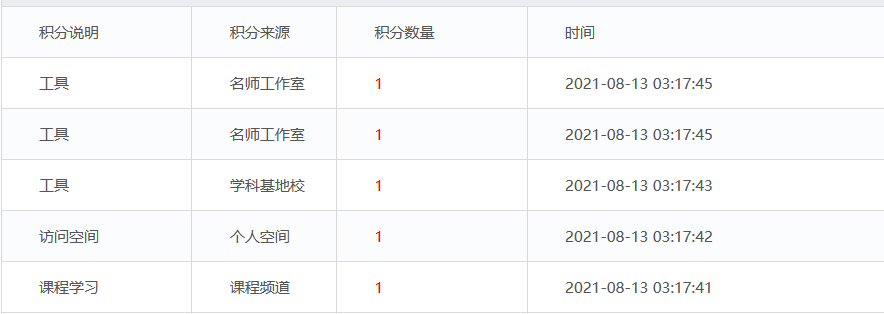 积分说明 积分来源 积分数量 时间
工具 名师工作室 1 2021-08-13 03:17:45
工具 名师工作室 1 2021-08-13 03:17:45
工具 学科基地校 1 2021-08-13 03:17:43
访问空间 个人空间 1 2021-08-13 03:17:42
课程学习 课程频道 1 2021-08-13 03:17:41